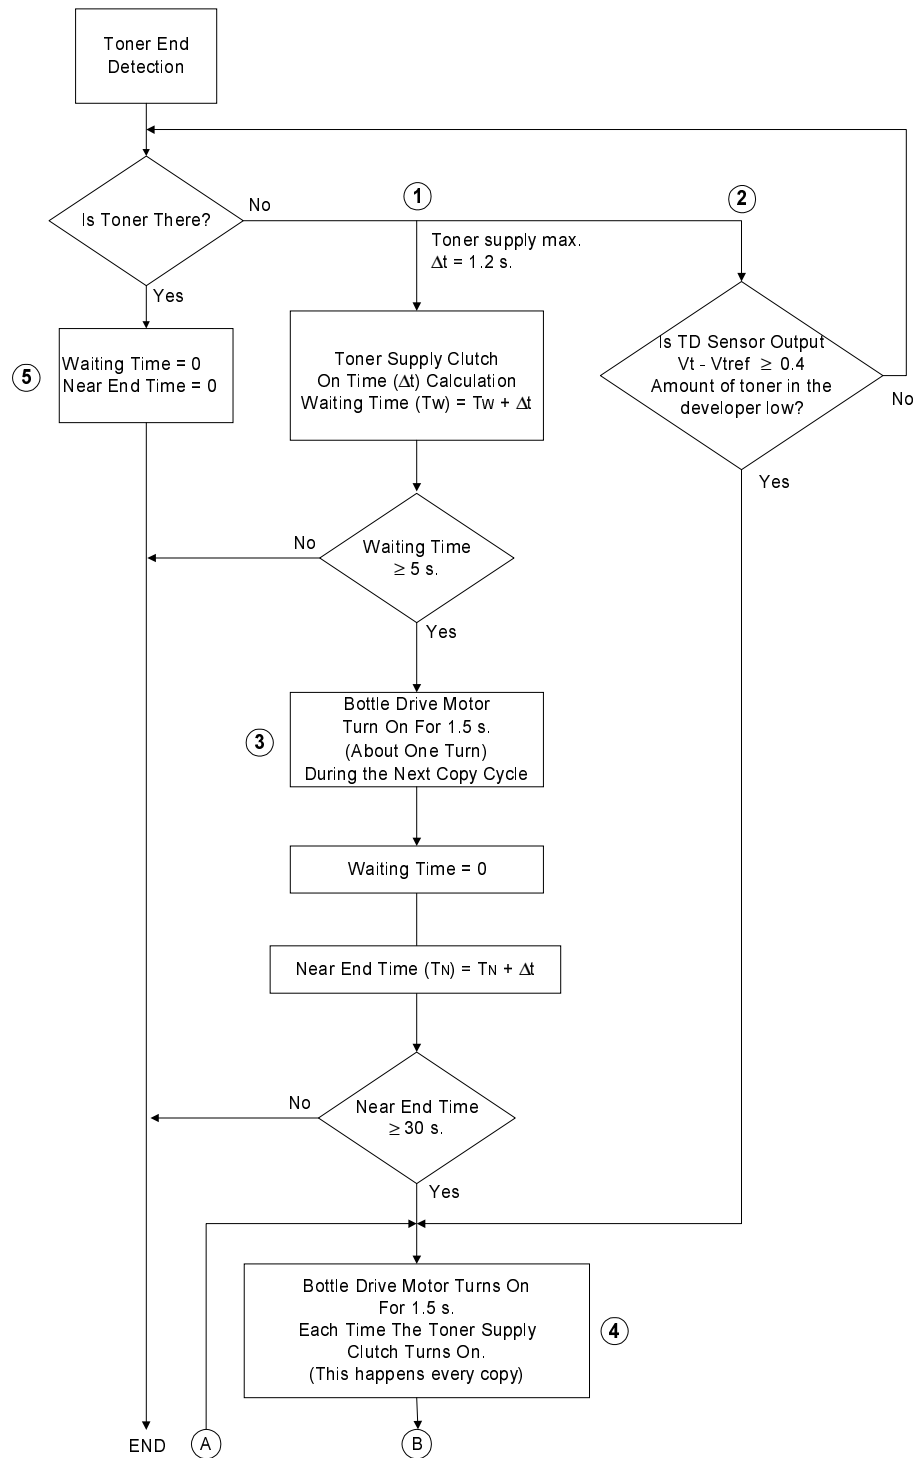 Toner End
Detection
Is Toner There?
No
1
2
Toner supply max.
Δt = 1.2 s.
Yes
5
Waiting Time = 0
Near End Time = 0
Toner Supply Clutch
On Time (Δt) Calculation
Waiting Time (Tw) = Tw + Δt
Is TD Sensor Output
Vt - Vtref ≥ 0.4
Amount of toner in the
developer low?
No
Yes
No
Waiting Time
≥ 5 s.
Yes
3
Bottle Drive Motor
Turn On For 1.5 s.
(About One Turn)
During the Next Copy Cycle
Waiting Time = 0
Near End Time (TN) = TN + Δt
No
Near End Time
≥ 30 s.
Yes
Bottle Drive Motor Turns On
For 1.5 s.
Each Time The Toner Supply
Clutch Turns On.
(This happens every copy)
4
END
A
B